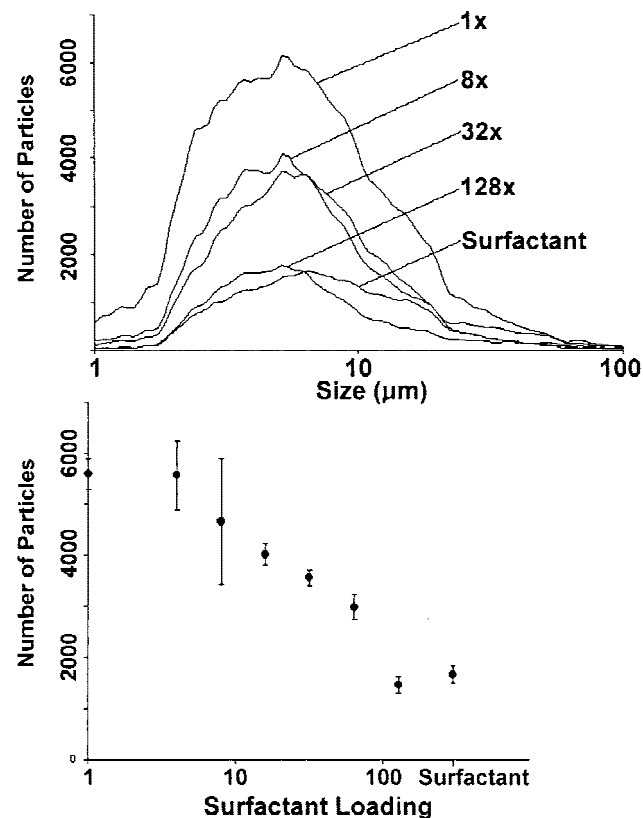 Number of Particles
6000
4000
2000
1x
8x
32x
128x
Surfactant
1
10
100
Size (µm)
Number of Particles
6000
4000
2000
0
1
10
100
Surfactant
Surfactant Loading